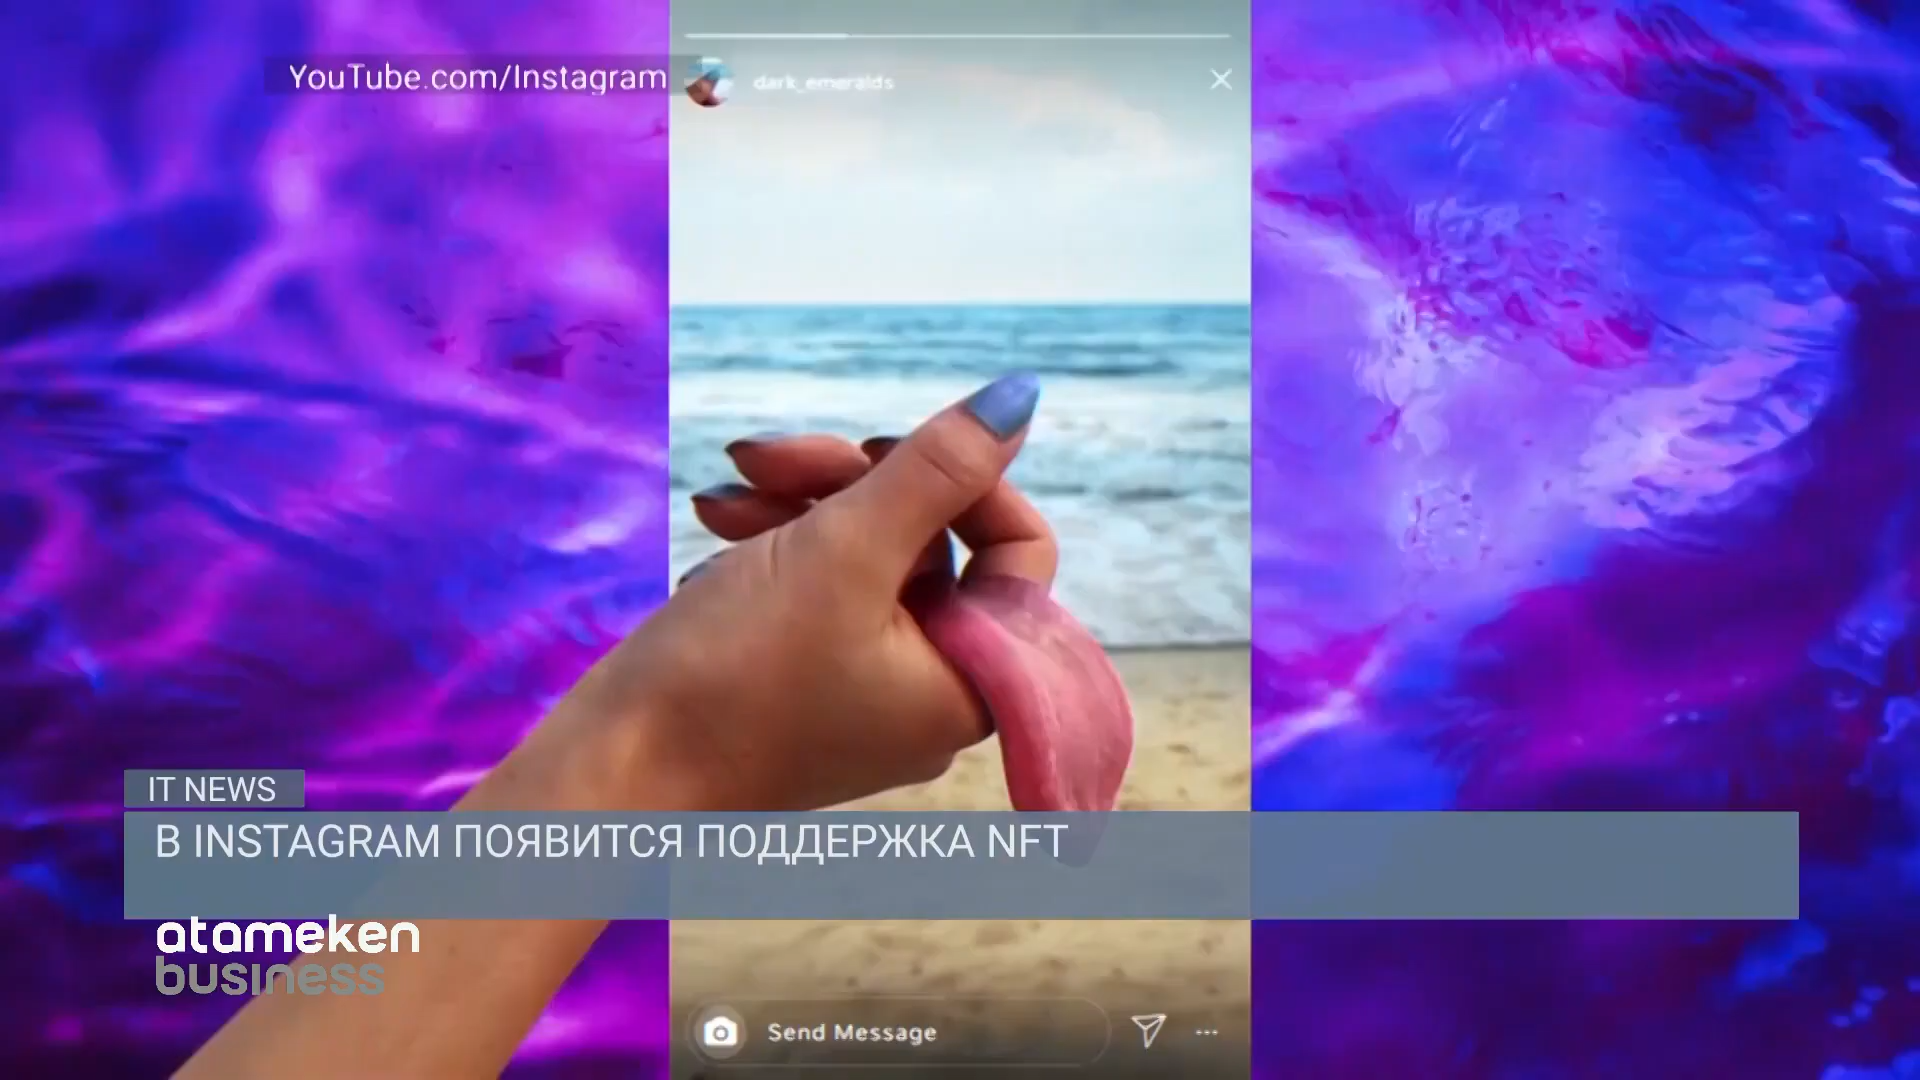 YouTube.com/Instagram
dark_emeralds
IT NEWS
В INSTAGRAM ПОЯВИТСЯ ПОДДЕРЖКА NFT
atameken
business
Send Message